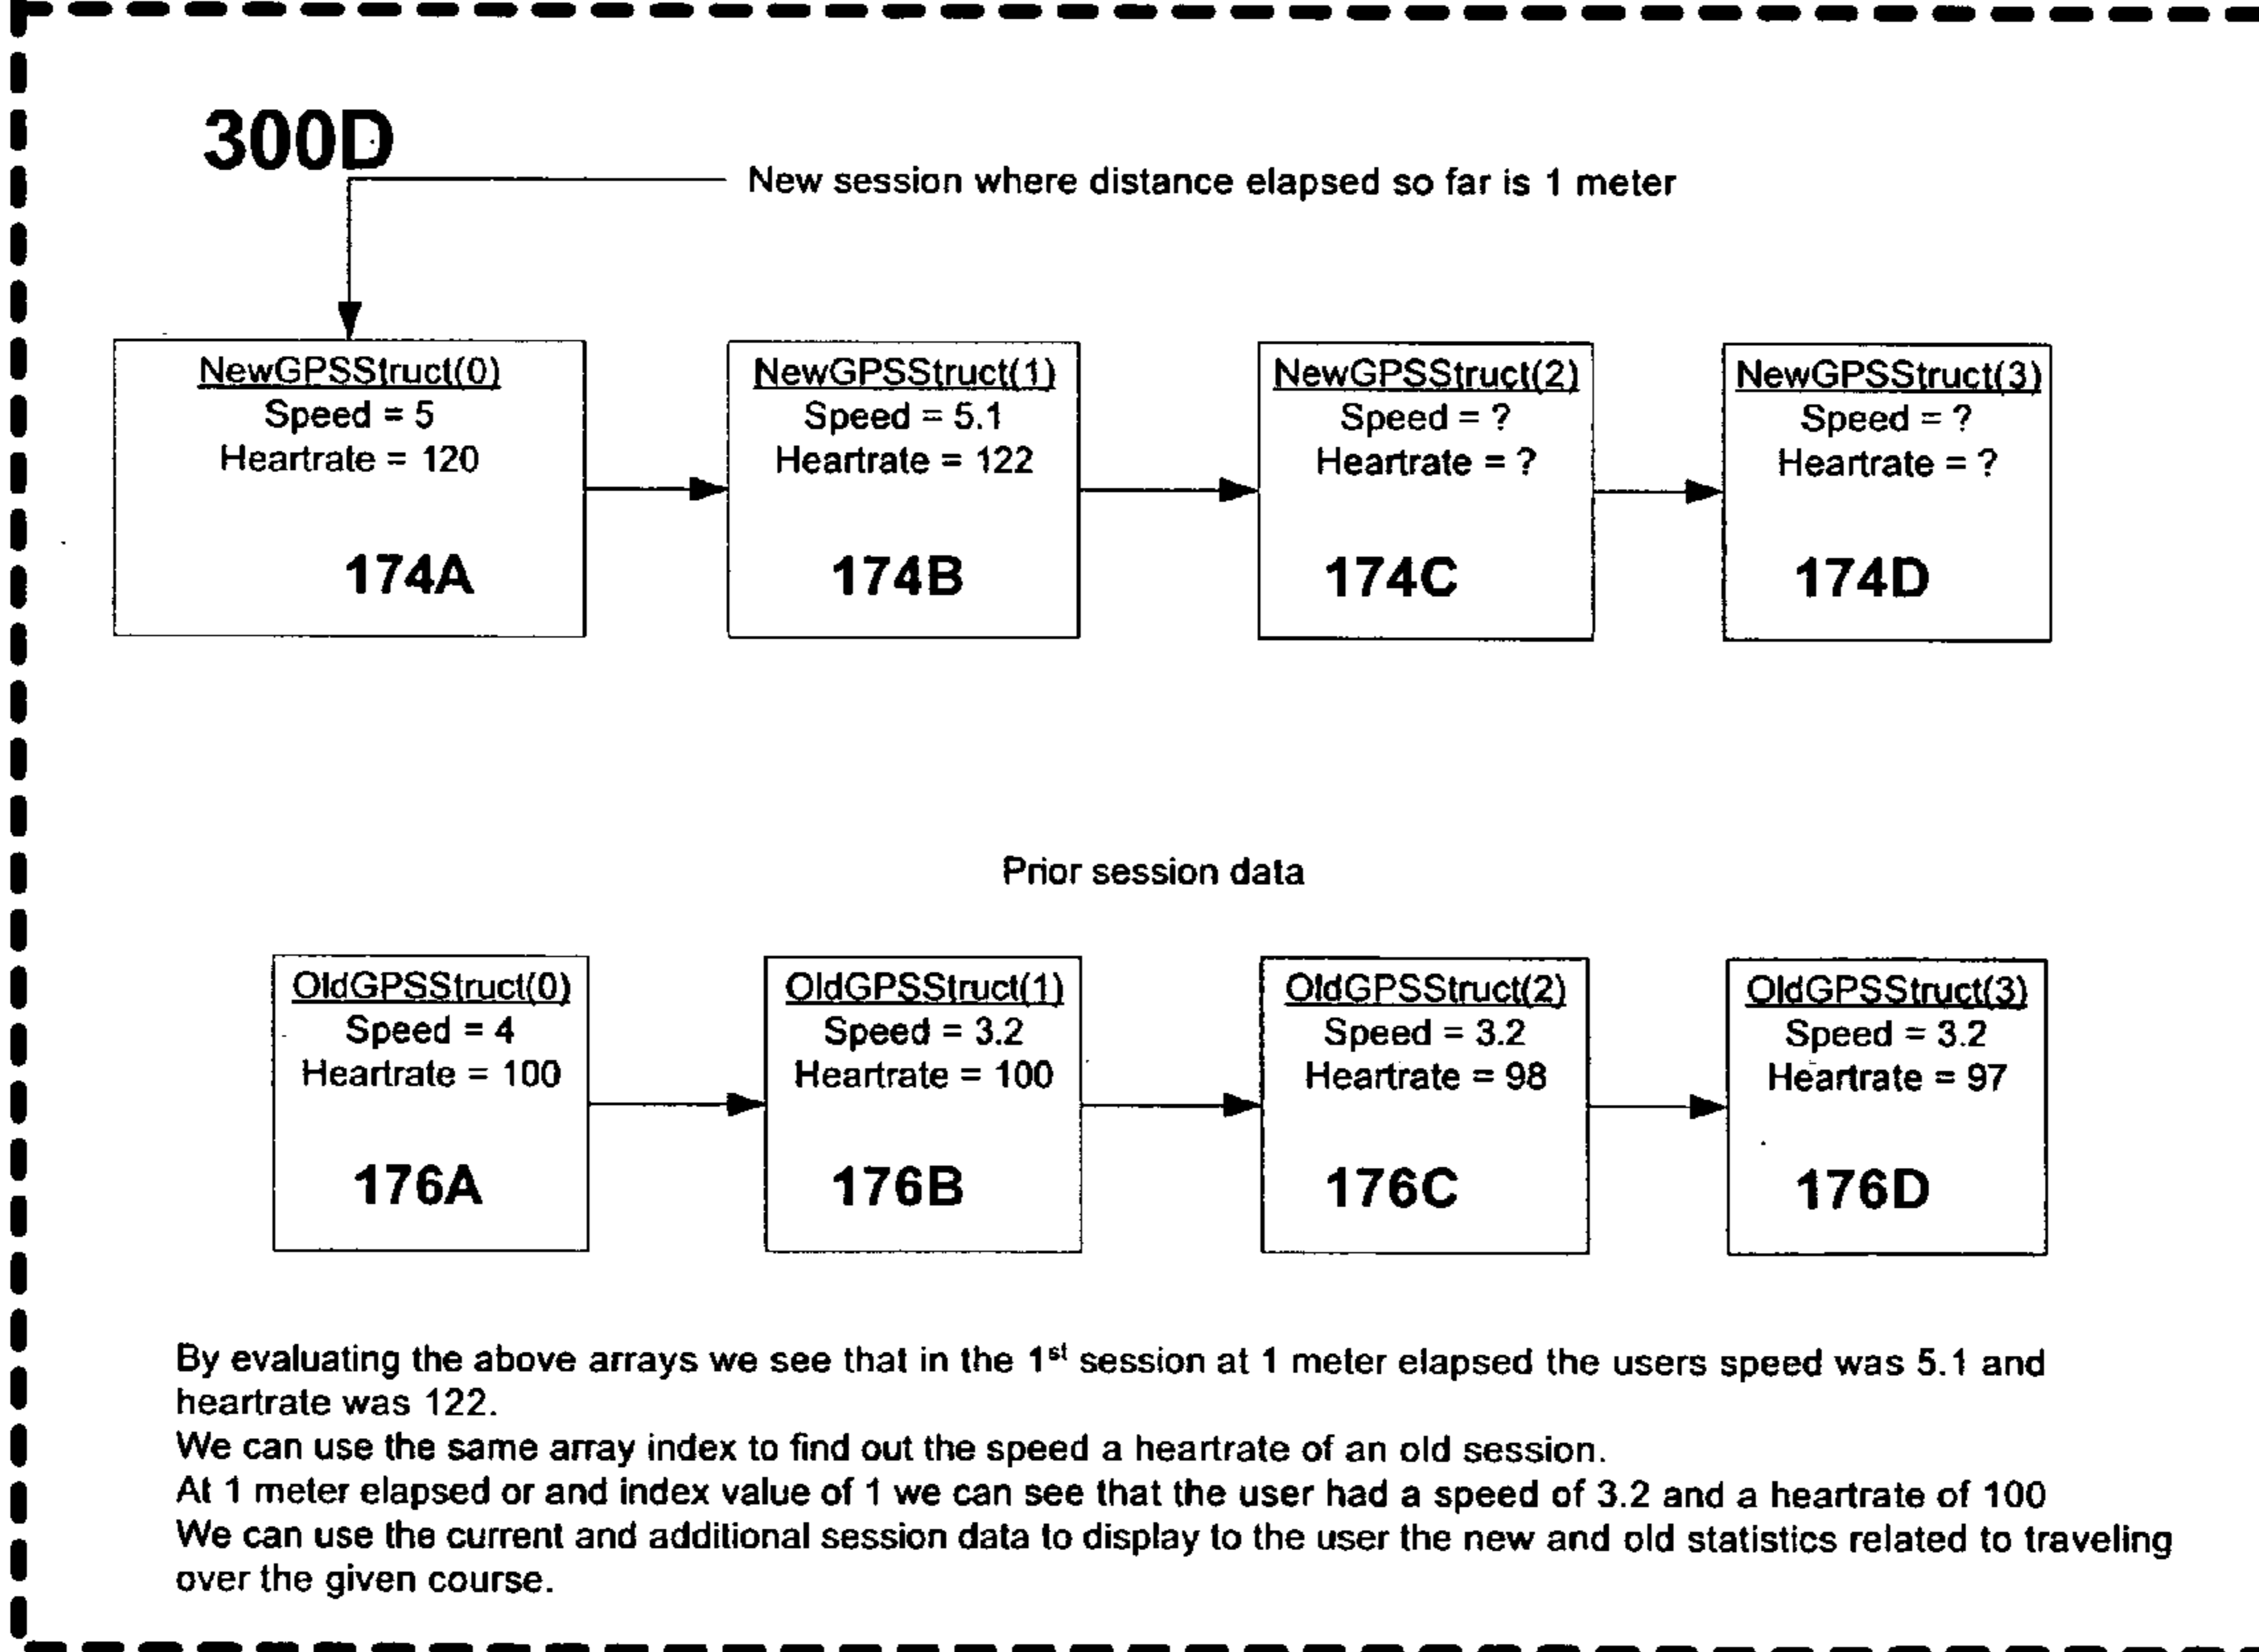 300D
New session where distance elapsed so far is 1 meter
NewGPSStruct(0)
Speed = 5
Heartrate = 120
174A
NewGPSStruct(1)
Speed = 5.1
Heartrate = 122
174B
NewGPSStruct(2)
Speed = ?
Heartrate = ?
174C
NewGPSStruct(3)
Speed = ?
Heartrate = ?
174D
Prior session data
OldGPSStruct(0)
Speed = 4
Heartrate = 100
176A
OldGPSStruct(1)
Speed = 3.2
Heartrate = 100
176B
OldGPSStruct(2)
Speed = 3.2
Heartrate = 98
176C
OldGPSStruct(3)
Speed = 3.2
Heartrate = 97
176D
By evaluating the above arrays we see that in the 1st session at 1 meter elapsed the users speed was 5.1 and
heartrate was 122.
We can use the same array index to find out the speed a heartrate of an old session.
At 1 meter elapsed or and index value of 1 we can see that the user had a speed of 3.2 and a heartrate of 100
We can use the current and additional session data to display to the user the new and old statistics related to traveling
over the given course.